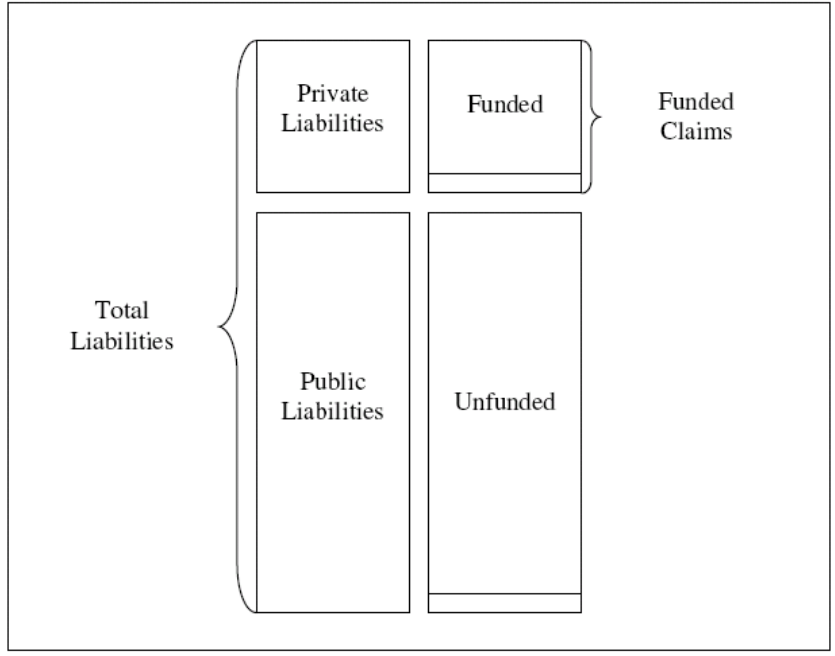 Private
Liabilities
Funded
Funded
Claims
Total
Liabilities
Public
Liabilities
Unfunded